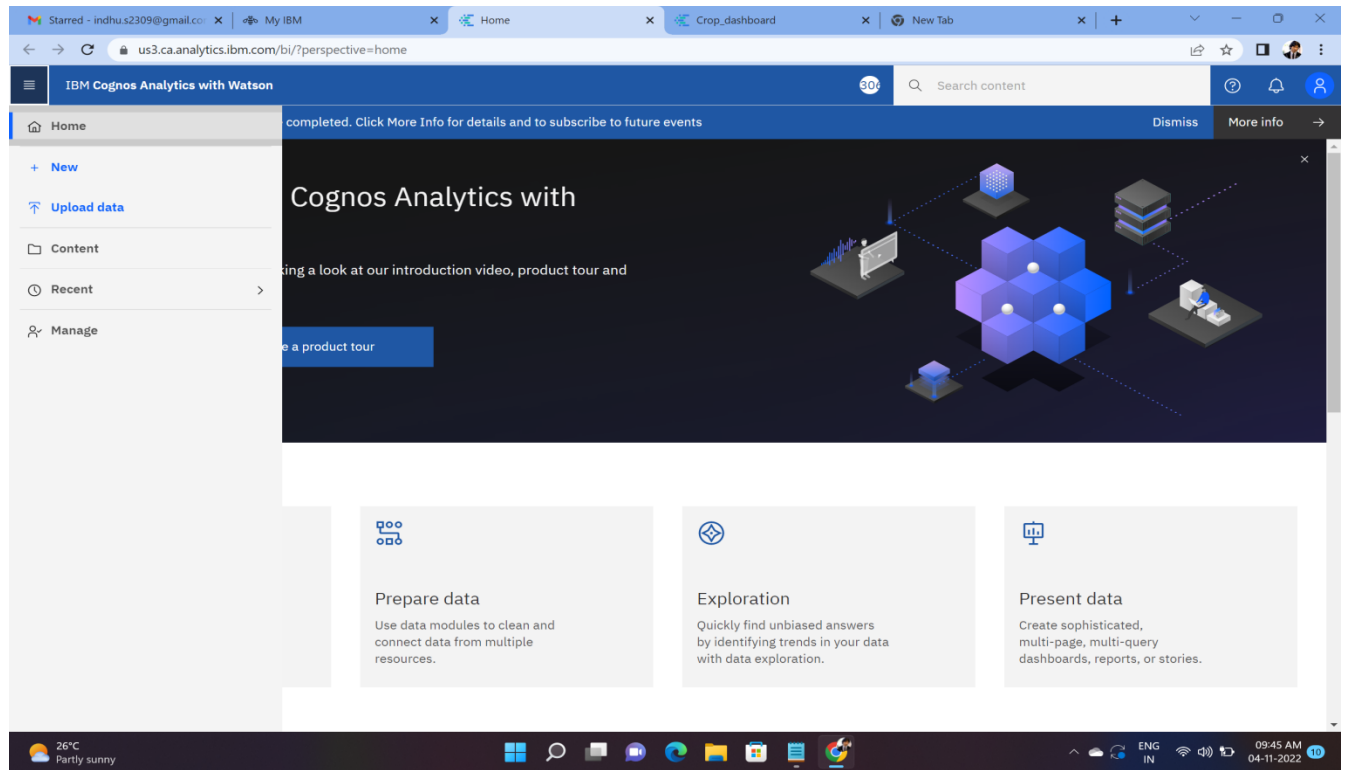 Starred - indhu.s2309@gmail.co
My IBM
Home
Crop_dashboard
New Tab
us3.ca.analytics.ibm.com/bi/?perspective=home
IBM Cognos Analytics with Watson
306
Search content
Home
completed. Click More Info for details and to subscribe to future events
Dismiss
More info
New
Upload data
Content
Recent
Manage
Cognos Analytics with
king a look at our introduction video, product tour and
e a product tour
Prepare data
Use data modules to clean and
connect data from multiple
resources.
Exploration
Quickly find unbiased answers
by identifying trends in your data
with data exploration.
Present data
Create sophisticated,
multi-page, multi-query
dashboards, reports, or stories.
26°C
Partly sunny
ENG
IN
09:45 AM
04-11-2022
10